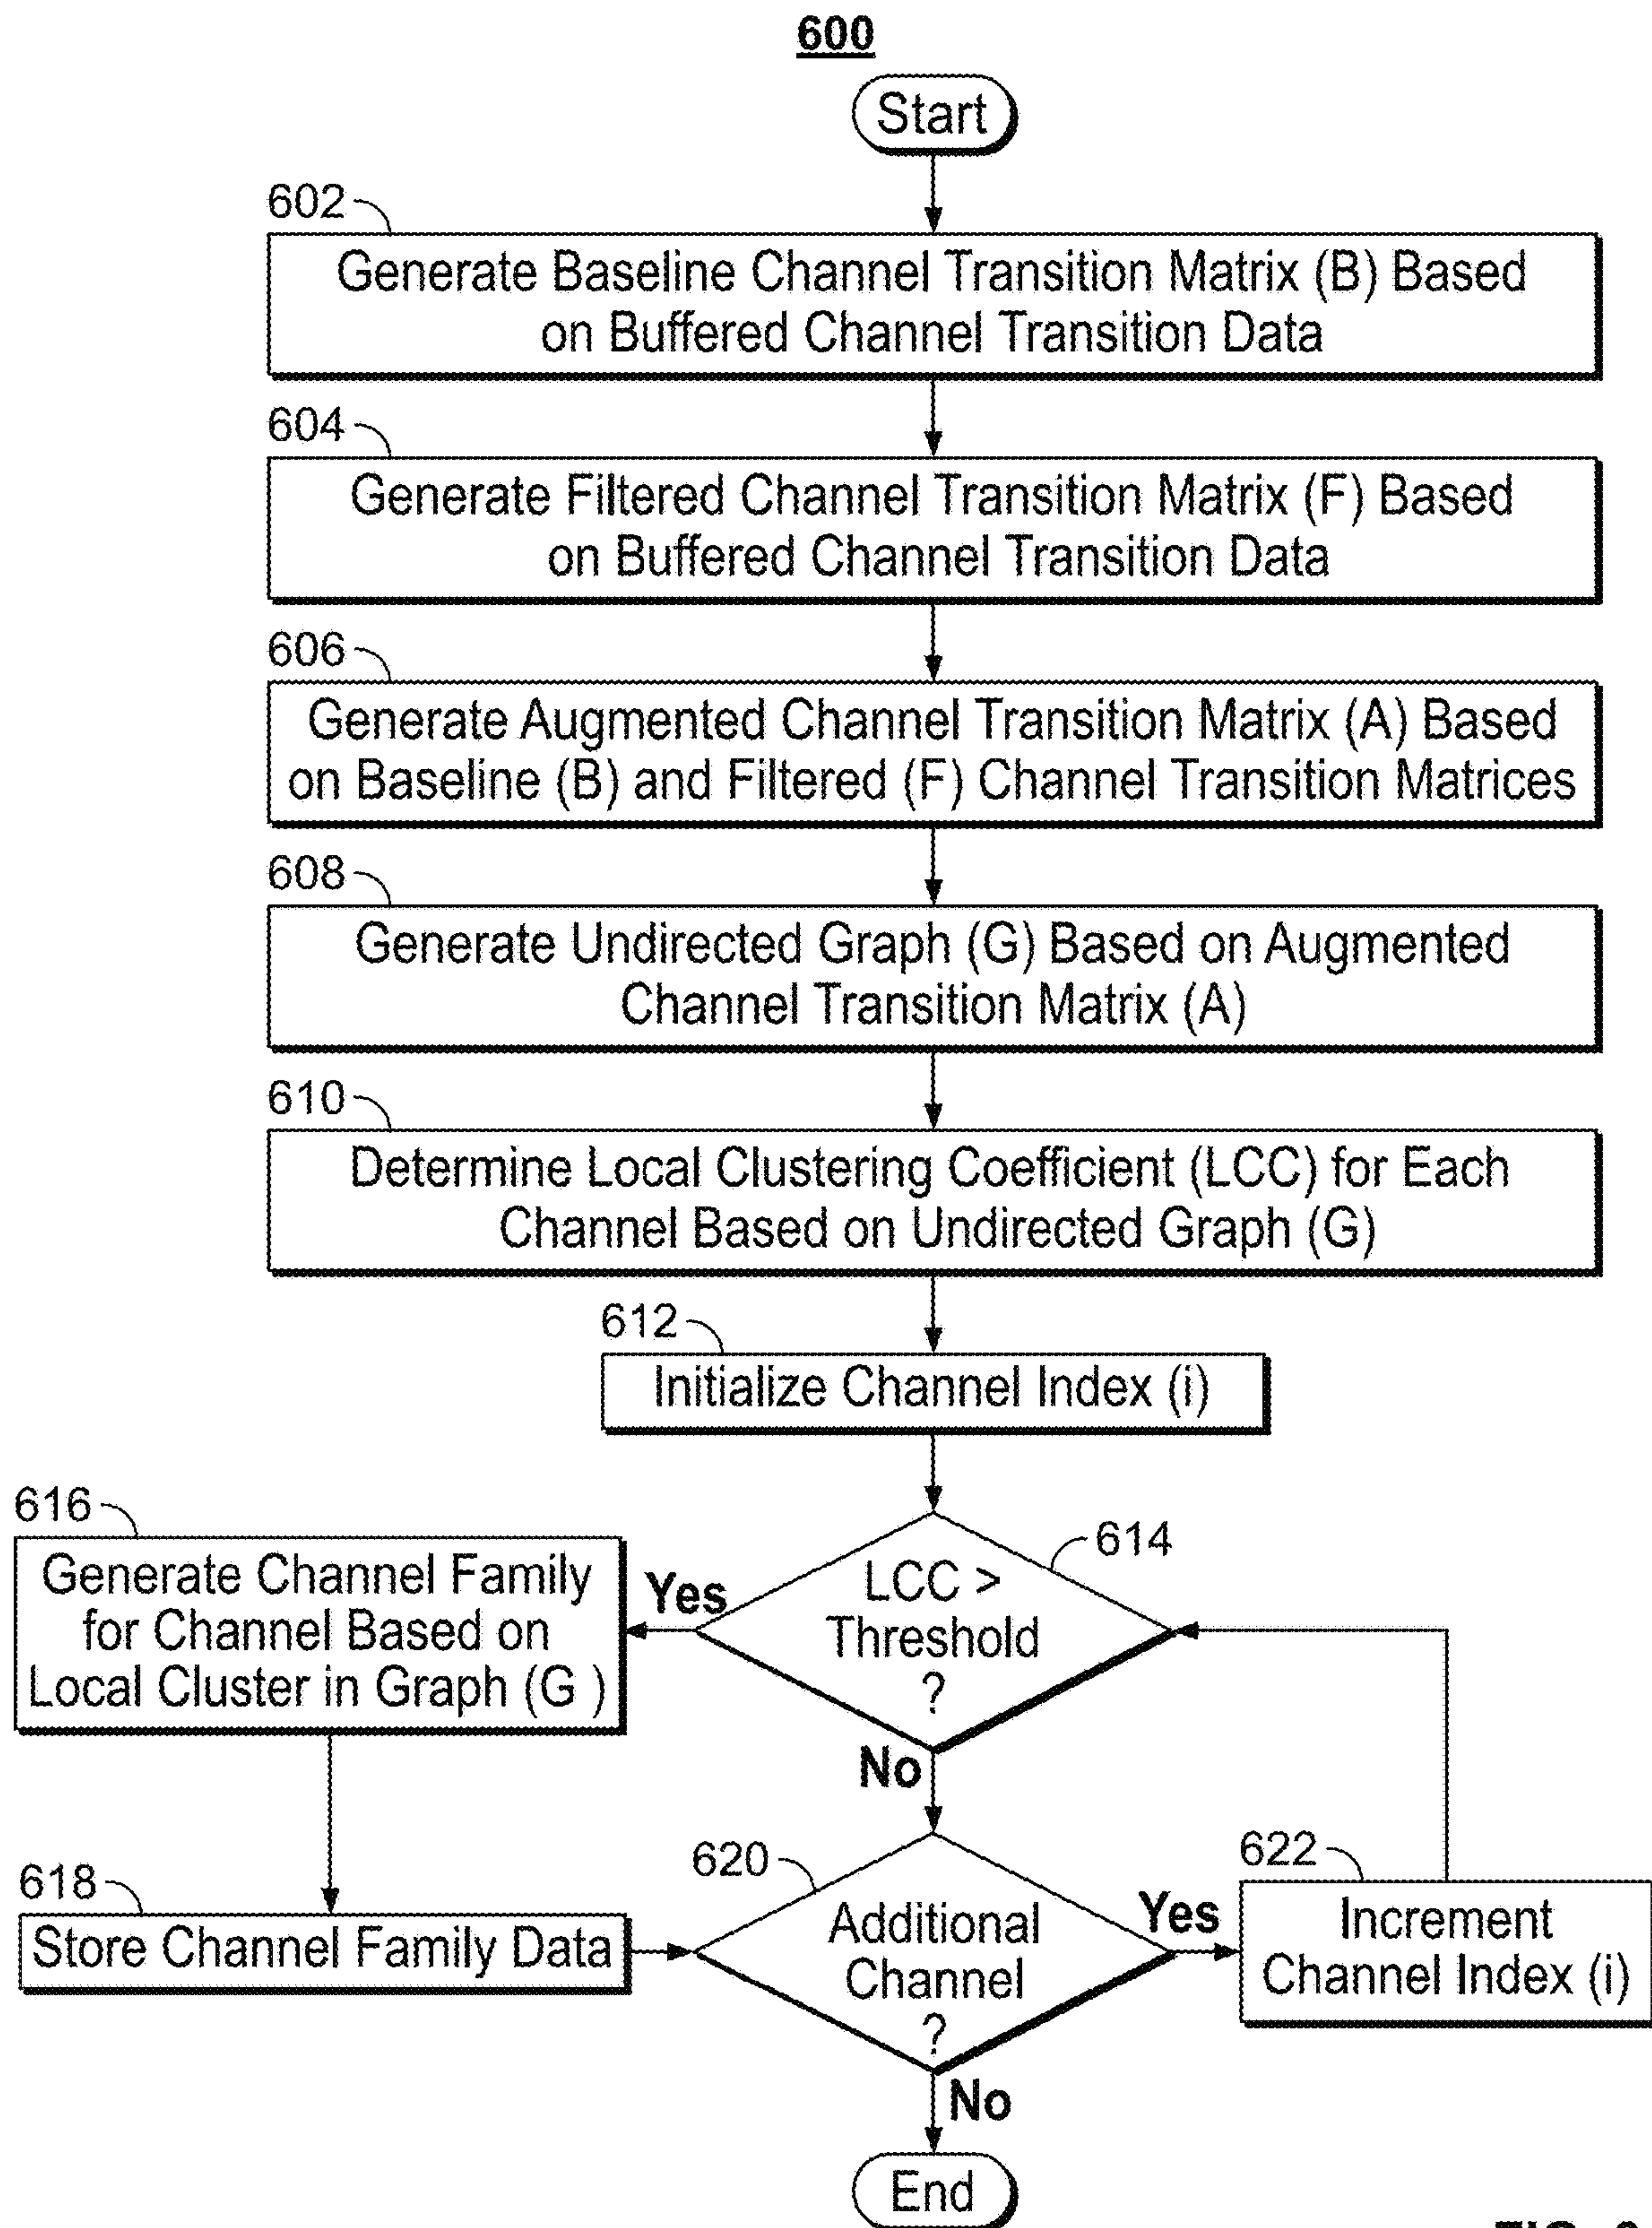 600
Start
602
Generate Baseline Channel Transition Matrix (B) Based
on Buffered Channel Transition Data
604
Generate Filtered Channel Transition Matrix (F) Based
on Buffered Channel Transition Data
606
Generate Augmented Channel Transition Matrix (A) Based
on Baseline (B) and Filtered (F) Channel Transition Matrices
608
Generate Undirected Graph (G) Based on Augmented
Channel Transition Matrix (A)
610
Determine Local Clustering Coefficient (LCC) for Each
Channel Based on Undirected Graph (G)
612
Initialize Channel Index (i)
614
LCC >
Threshold
?
Yes
616
Generate Channel Family
for Channel Based on
Local Cluster in Graph (G )
No
618
Store Channel Family Data
620
Additional
Channel
?
Yes
622
Increment
Channel Index (i)
No
End